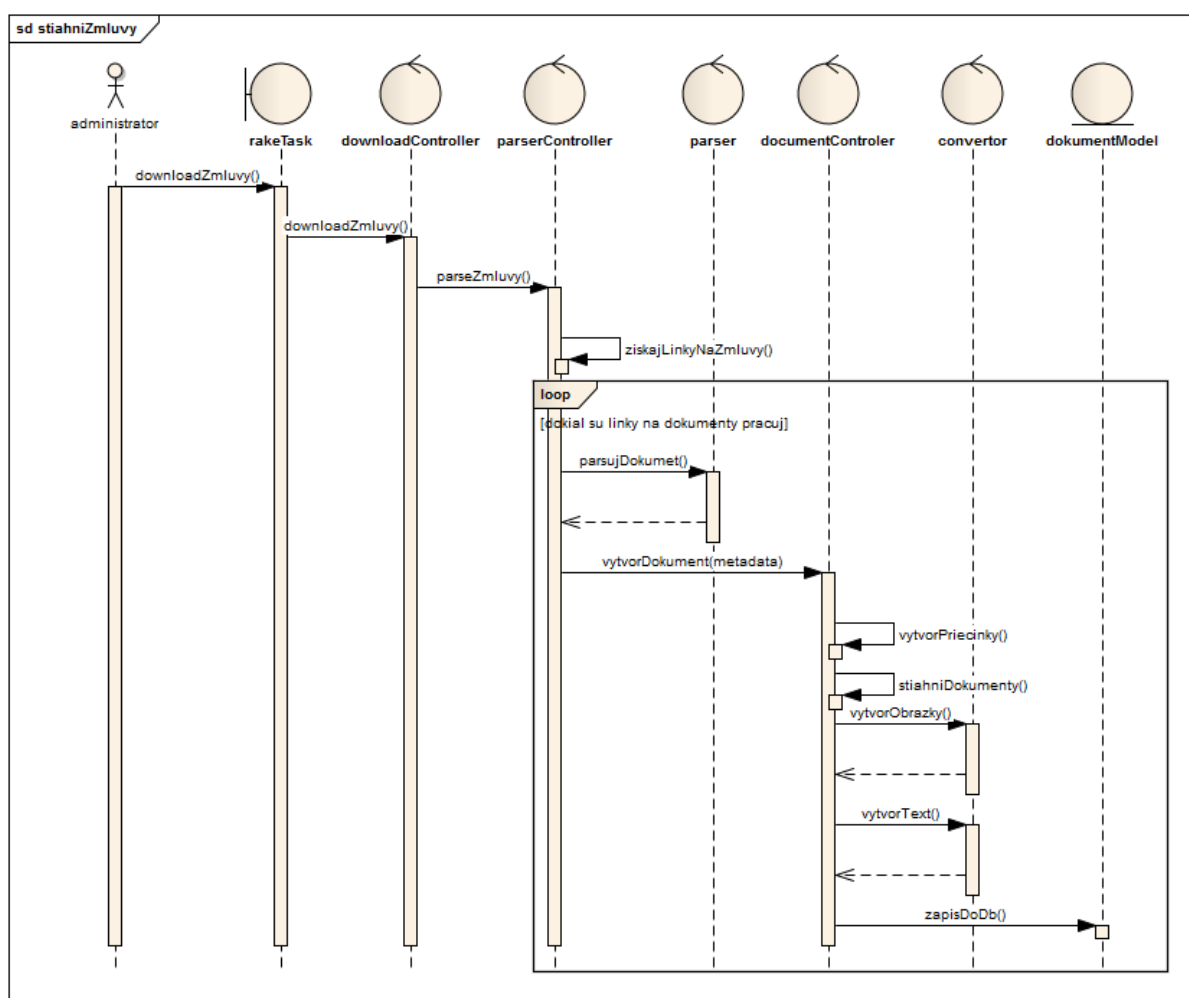 sd stiahniZmluvy
administrator
rakeTask
downloadController
parserController
parser
documentControler
convertor
dokumentModel
downloadZmluvy()
downloadZmluvy()
parseZmluvy()
ziskajLinkyNaZmluvy()
loop
[dokial su linky na dokumenty pracuj]
parsujDokumet()
vytvorDokument(metadata)
vytvorPriecinky()
stiahniDokumenty()
vytvorObrazky()
vytvorText()
zapisDoDb()